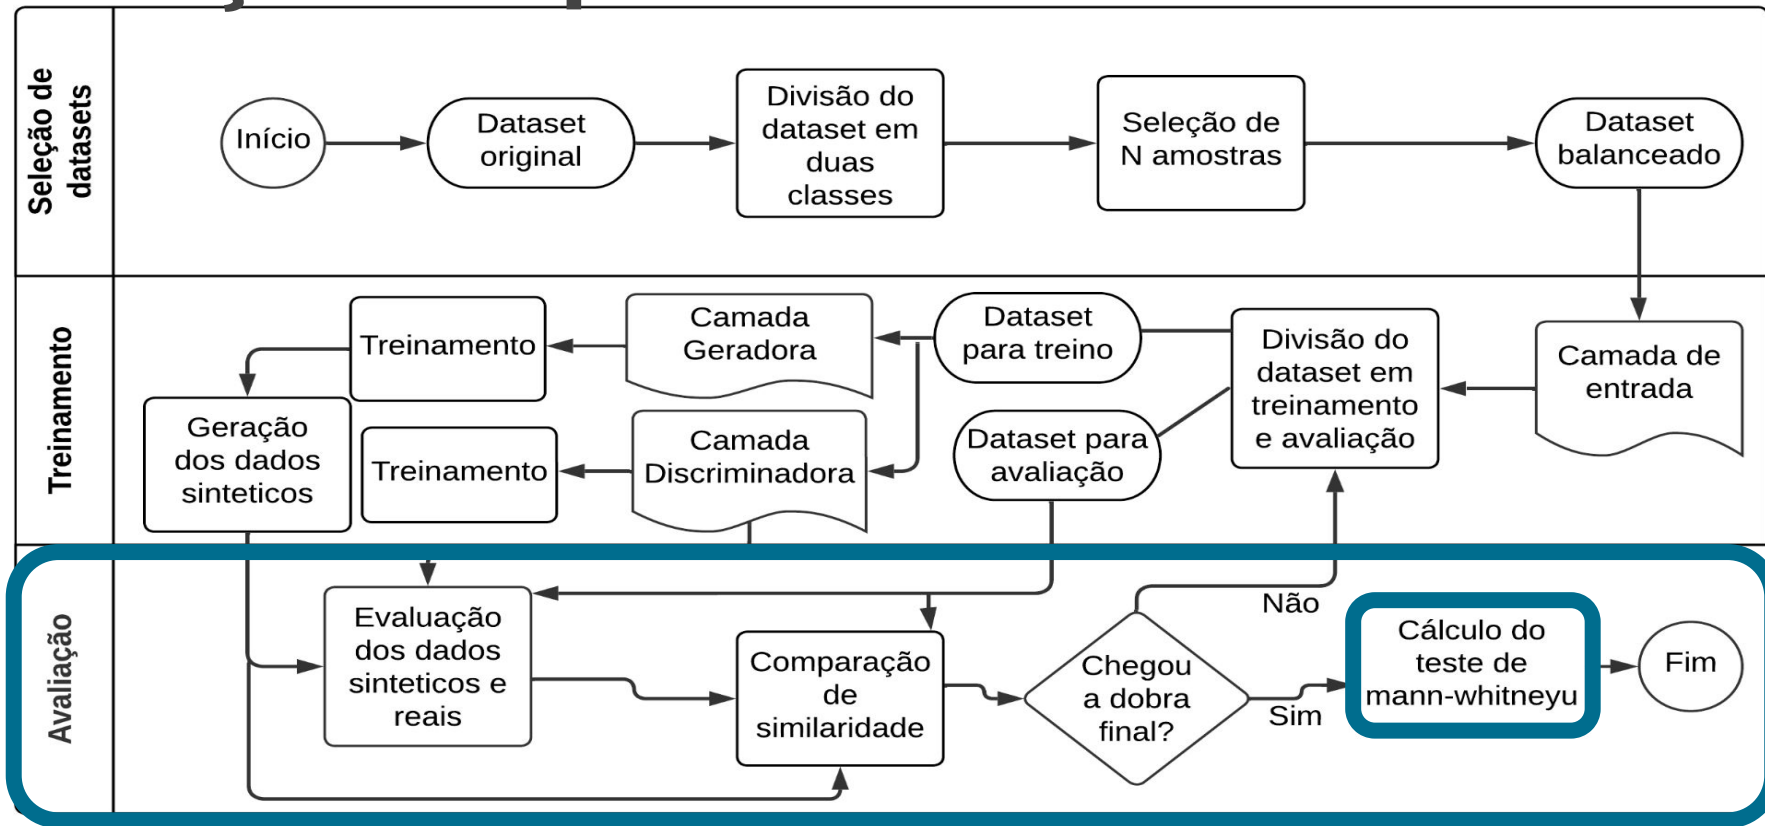 Seleção de
datasets
Início
Dataset
original
Divisão do
dataset em
duas
classes
Seleção de
N amostras
Dataset
balanceado
Treinamento
Treinamento
Camada
Geradora
Dataset
para treino
Divisão do
dataset em
treinamento
e avaliação
Camada de
entrada
Geração
dos dados
sinteticos
Treinamento
Camada
Discriminadora
Dataset para
avaliação
Avaliação
Evaluação
dos dados
sinteticos e
reais
Comparação
de
similaridade
Chegou
a dobra
final?
Não
Sim
Cálculo do
teste de
mann-whitneyu
Fim